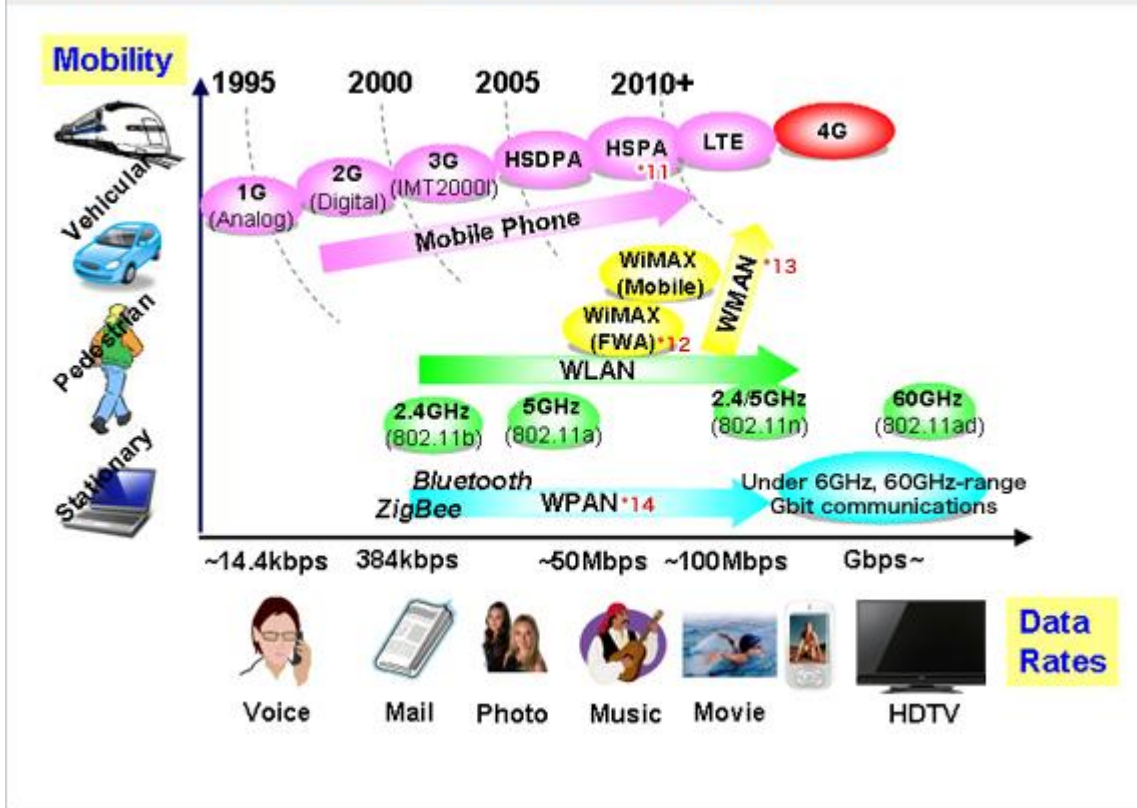 Mobility
1995
2000
2005
2010+
Vehicular
Pedestrian
Stationary
1G
(Analog)
2G
(Digital)
3G
(IMT2000I)
HSDPA
HSPA
*11
LTE
4G
Mobile Phone
WiMAX
(Mobile)
WiMAX
(FWA)*12
WMAN
*13
WLAN
2.4GHz
(802.11b)
5GHz
(802.11a)
2.4/5GHz
(802.11n)
60GHz
(802.11ad)
Bluetooth
ZigBee
WPAN*14
Under 6GHz, 60GHz-range
Gbit communications
~14.4kbps
384kbps
~50Mbps
~100Mbps
Gbps~
Voice
Mail
Photo
Music
Movie
HDTV
Data
Rates